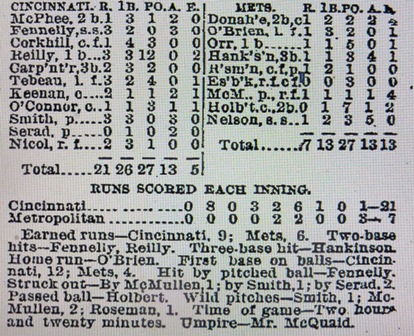 CINCINNATI. R. 1B. PO. A. E.
McPhee, 2 b. 1 3 1 2 0
Fennelly, s.s. 3 2 0 3 0
Corkhill, c.f. 1 4 3 0 0
Reilly, 1 b... 3 3 12 0 2
Garp'nt'r, 3b. 2 3 2 0 0
Tebeau, l. f. 3 2 4 0 1
Keenan, c.... 2 1 1 2 1
O'Connor, c.. 1 1 3 1 1
Smith, p..... 3 3 0 3 0
Serad, p..... 0 1 0 2 0
Nicol, r. f.... 2 3 1 0 0
Total..... 21 26 27 13 5
METS. R. 1B. PO. A. E.
Donah'e, 2b, c1 2 2 2
O'Brien, l. f. 1 3 2 0 1
Orr, 1 b..... 1 1 5 0 1
Hank's'n, 3b. 1 1 3 4 1
R'sm'n, c.f. p. 1 2 1 0 0
Es'b'k, r.f. c.f. 0 0 3 0 0
McM., p., r.f. 1 1 1 1 4
Holb't, c., 2b. 0 1 7 1 2
Nelson, s.s.. 1 2 3 5 0
Total...... 7 13 27 13 13
RUNS SCORED EACH INNING.
Cincinnati............ 0 8 0 3 2 6 1 0 1—21
Metropolitan......... 0 0 0 0 2 2 0 0 3— 7
Earned runs—Cincinnati, 9; Mets, 6. Two-base
hits—Fennelly, Reilly. Three-base hit—Hankinson.
Home run—O'Brien. First base on balls—Cincin-
nati, 12; Mets, 4. Hit by pitched ball—Fennelly.
Struck out—By McMullen, 1; by Smith, 1; by Serad, 2.
Passed ball—Holbert. Wild pitches—Smith, 1; Mc-
Mullen, 2; Roseman, 1. Time of game—Two hours
and twenty minutes. Umpire—Mr. McQuaid.